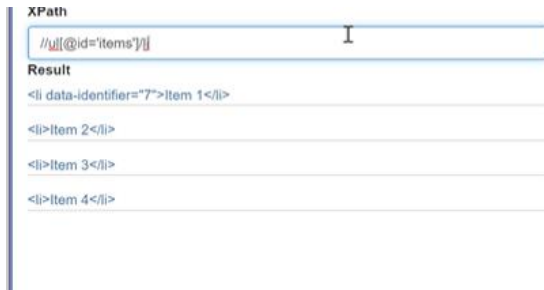 XPath
//ul[@id='items']/li
Result
<li data-identifier="7">Item 1</li>
<li>Item 2</li>
<li>Item 3</li>
<li>Item 4</li>